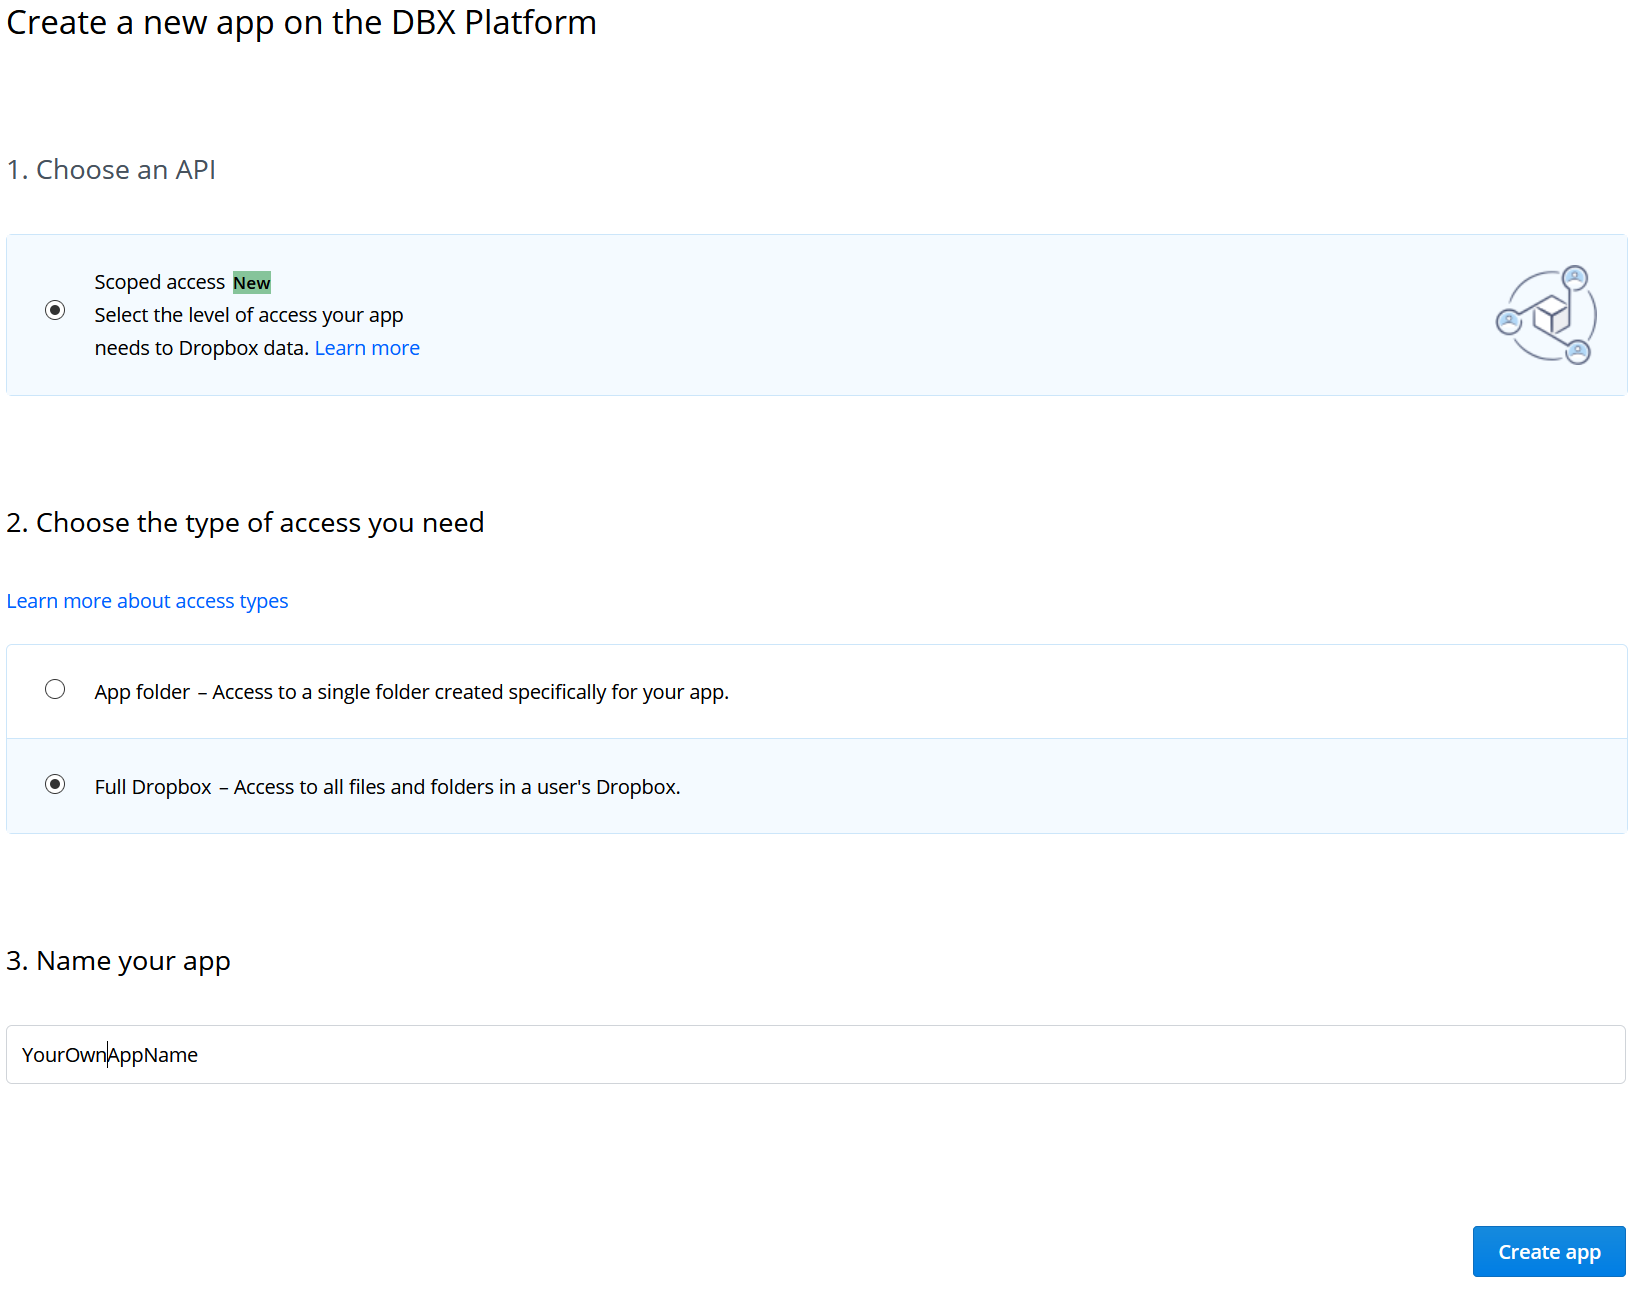 Create a new app on the DBX Platform
1. Choose an API
Scoped access New
Select the level of access your app
needs to Dropbox data. Learn more
2. Choose the type of access you need
Learn more about access types
App folder – Access to a single folder created specifically for your app.
Full Dropbox – Access to all files and folders in a user's Dropbox.
3. Name your app
YourOwnAppName
Create app